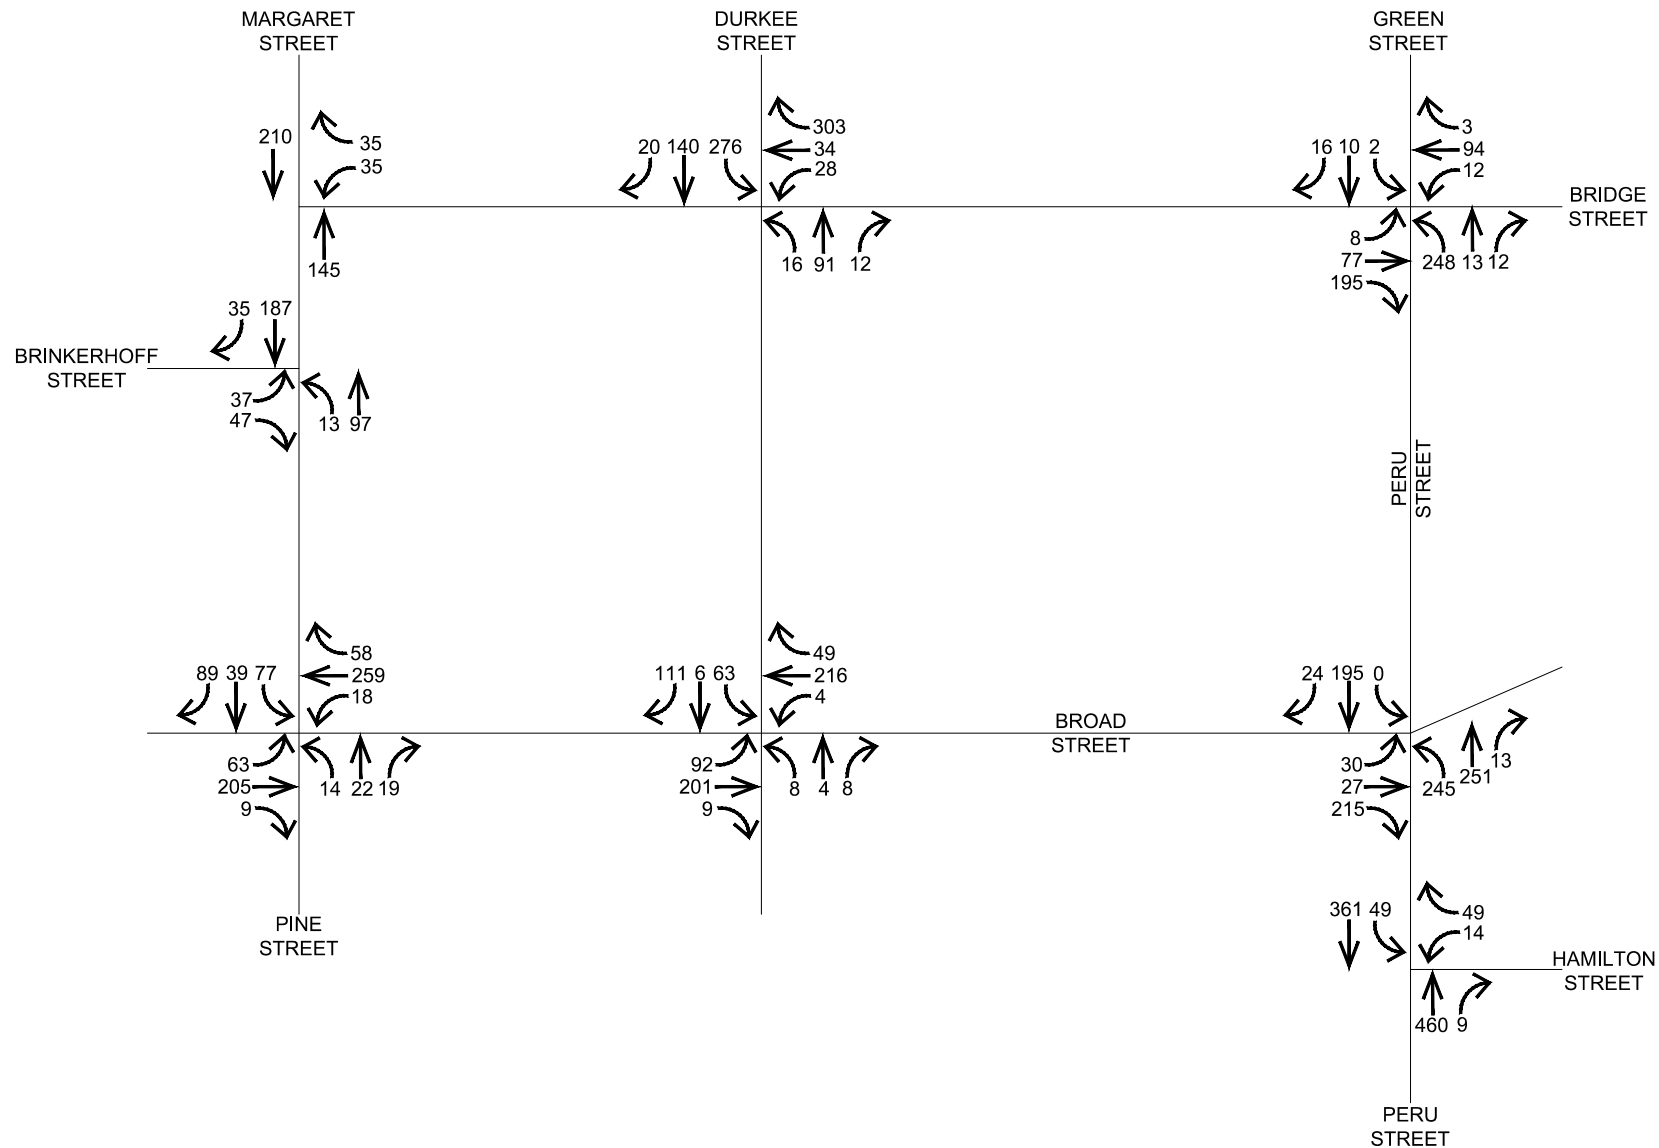 MARGARET
STREET
DURKEE
STREET
GREEN
STREET
210
35
35
145
20 140 276
303
34
28
16 91 12
16 10 2
3
94
12
8
77
195
248 13 12
BRIDGE
STREET
35 187
BRINKERHOFF
STREET
37
47
13 97
PERU
STREET
89 39 77
58
259
18
63
205
9
14 22 19
111 6 63
49
216
4
92
201
9
8 4 8
BROAD
STREET
24 195 0
30
27
215
245 251 13
PINE
STREET
361 49
49
14
HAMILTON
STREET
460 9
PERU
STREET